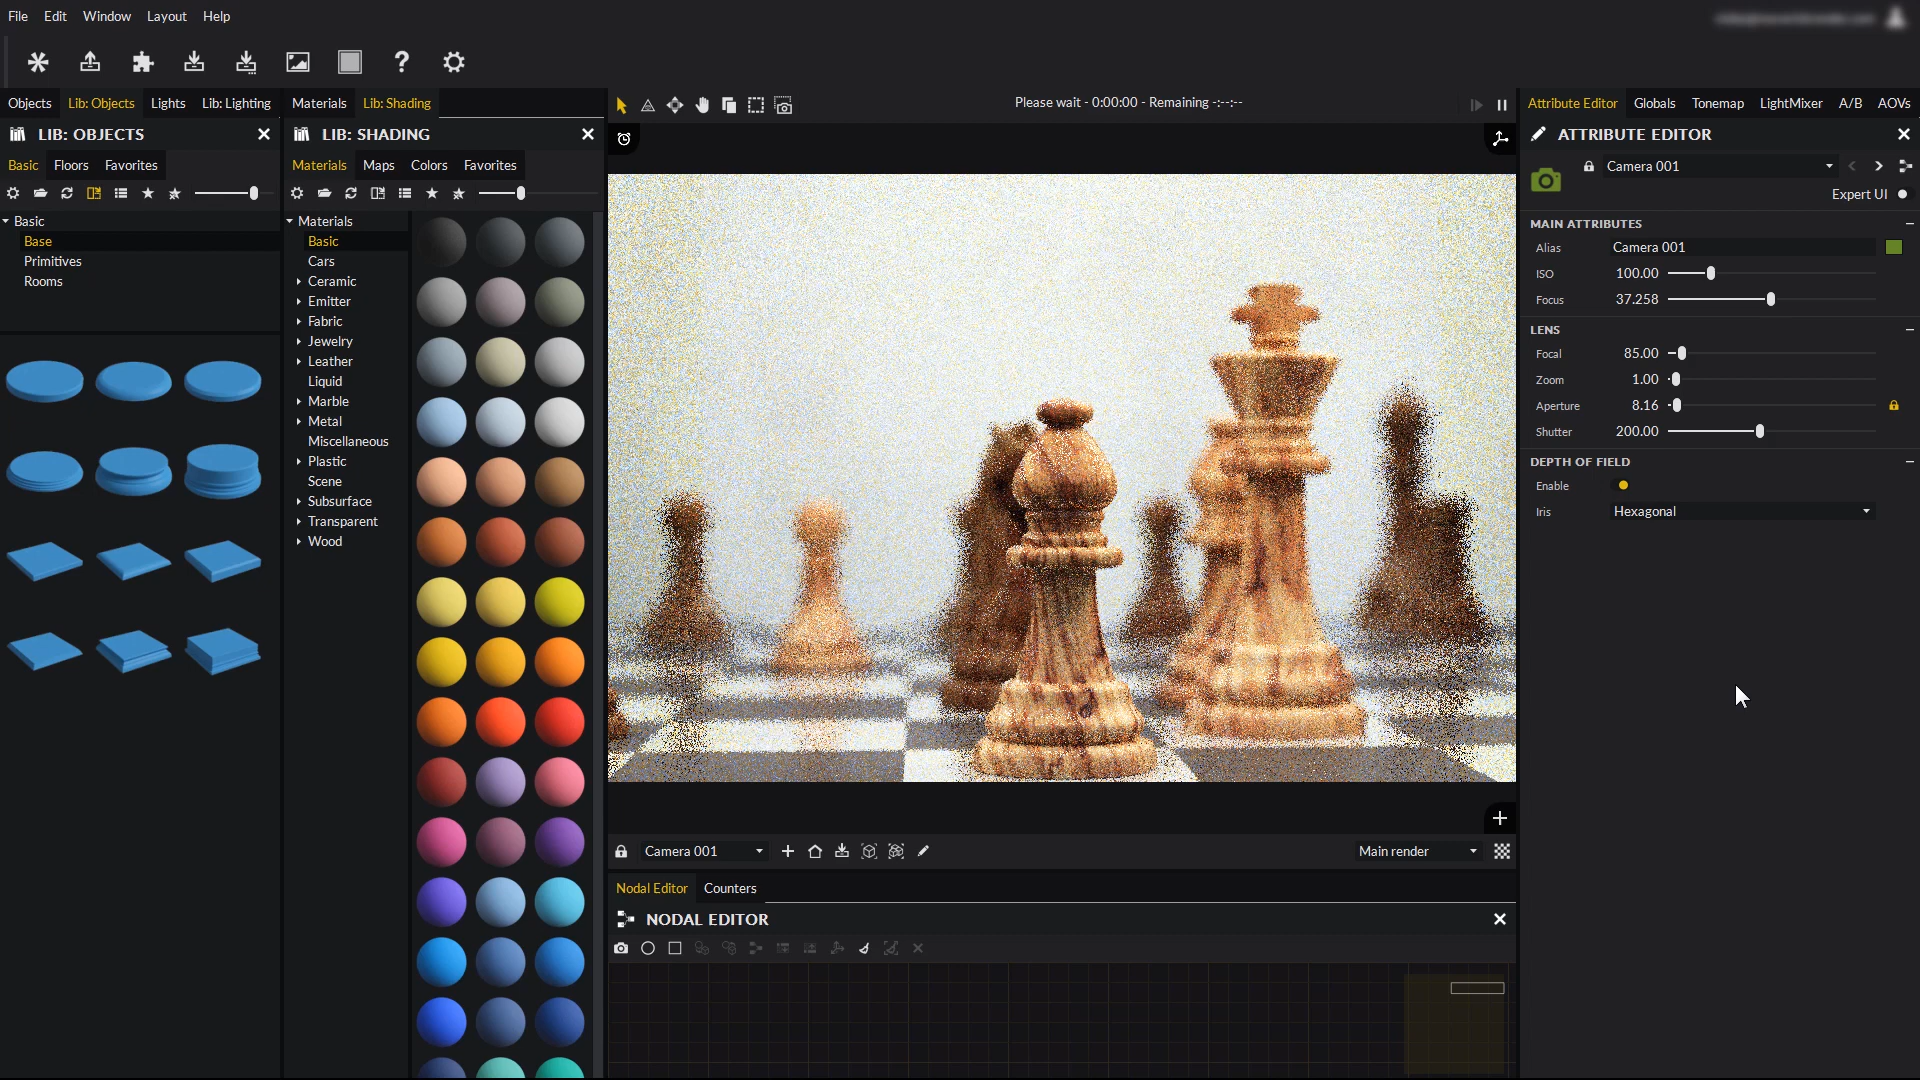 File Edit Window Layout Help
Objects Lib: Objects Lights Lib: Lighting Materials Lib: Shading
Please wait - 0:00:00 - Remaining -:--:--
Attribute Editor Globals Tonemap LightMixer A/B AOVs
LIB: OBJECTS
LIB: SHADING
ATTRIBUTE EDITOR
Basic Floors Favorites
Materials Maps Colors Favorites
Camera 001
Expert UI
Basic
Base
Primitives
Rooms
Materials
Basic
Cars
Ceramic
Emitter
Fabric
Jewelry
Leather
Liquid
Marble
Metal
Miscellaneous
Plastic
Scene
Subsurface
Transparent
Wood
MAIN ATTRIBUTES
Alias Camera 001
ISO 100.00
Focus 37.258
LENS
Focal 85.00
Zoom 1.00
Aperture 8.16
Shutter 200.00
DEPTH OF FIELD
Enable
Iris Hexagonal
Camera 001
Main render
Nodal Editor Counters
NODAL EDITOR